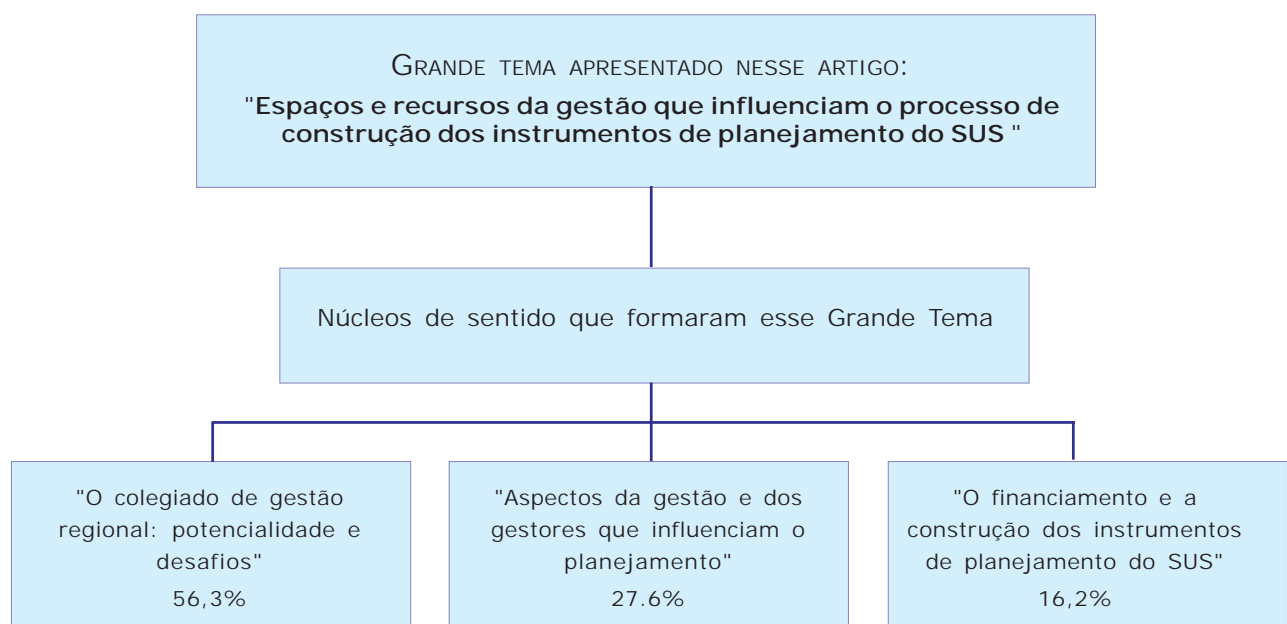 GRANDE TEMA APRESENTADO NESSE ARTIGO:
"Espaços e recursos da gestão que influenciam o processo de
construção dos instrumentos de planejamento do SUS "
Núcleos de sentido que formaram esse Grande Tema
"O colegiado de gestão
regional: potencialidade e
desafios"
56,3%
"Aspectos da gestão e dos
gestores que influenciam o
planejamento"
27.6%
"O financiamento e a
construção dos instrumentos
de planejamento do SUS"
16,2%